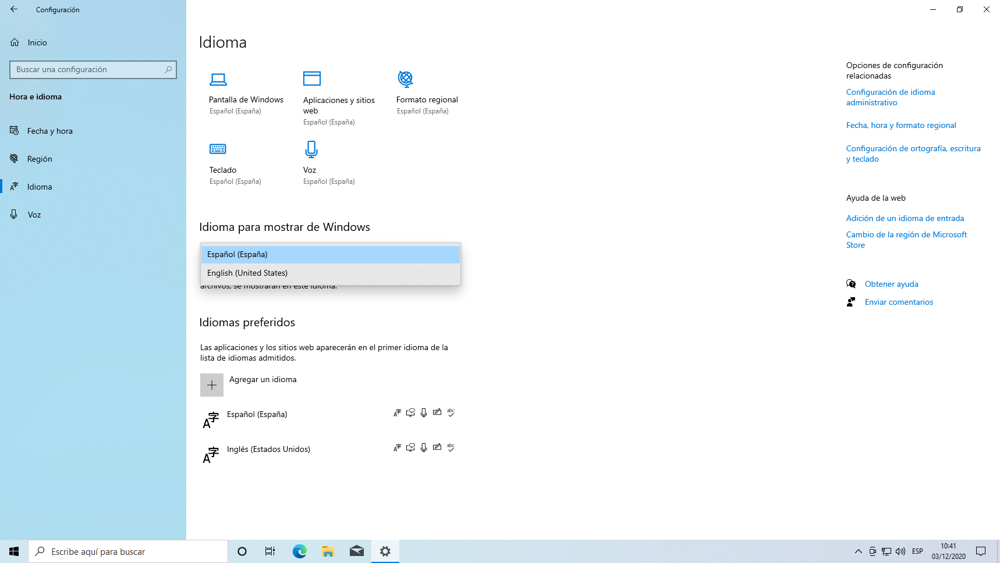 Configuración
Inicio
Buscar una configuración
Hora e idioma
Fecha y hora
Región
Idioma
Voz
Idioma
Pantalla de Windows
Español (España)
Aplicaciones y sitios
web
Español (España)
Formato regional
Español (España)
Teclado
Español (España)
Voz
Español (España)
Idioma para mostrar de Windows
Español (España)
English (United States)
archivos, se mostrarán en este idioma.
Idiomas preferidos
Las aplicaciones y los sitios web aparecerán en el primer idioma de la
lista de idiomas admitidos.
Agregar un idioma
Español (España)
Inglés (Estados Unidos)
Opciones de configuración
relacionadas
Configuración de idioma
administrativo
Fecha, hora y formato regional
Configuración de ortografía, escritura
y teclado
Ayuda de la web
Adición de un idioma de entrada
Cambio de la región de Microsoft
Store
Obtener ayuda
Enviar comentarios
Escribe aquí para buscar
ESP
10:41
03/12/2020